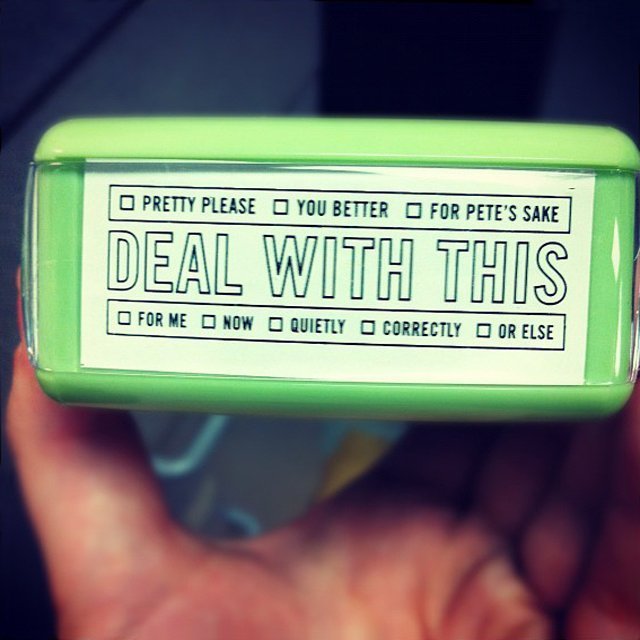 ☐ PRETTY PLEASE ☐ YOU BETTER ☐ FOR PETE'S SAKE
DEAL WITH THIS
☐ FOR ME ☐ NOW ☐ QUIETLY ☐ CORRECTLY ☐ OR ELSE